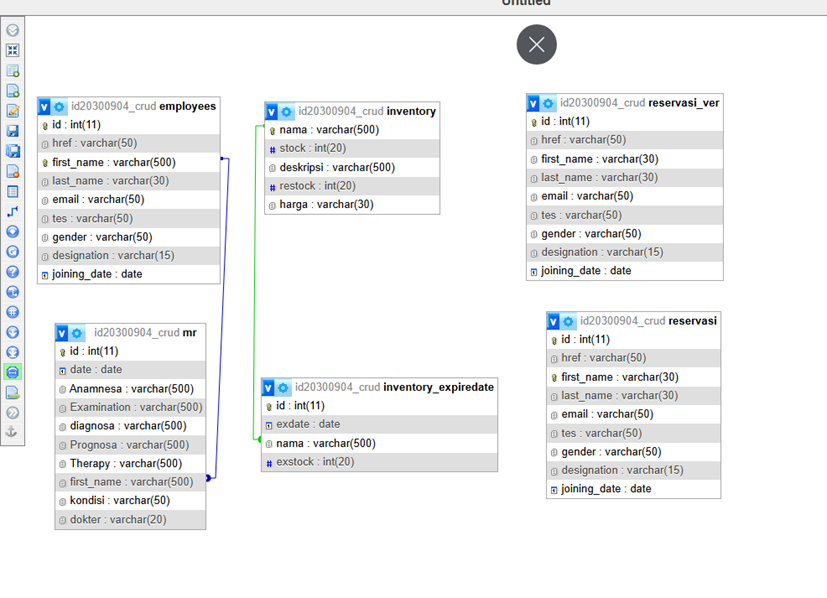 Untitled
id20300904_crud employees
id : int(11)
href : varchar(50)
first_name : varchar(500)
last_name : varchar(30)
email : varchar(50)
tes : varchar(50)
gender : varchar(50)
designation : varchar(15)
joining_date : date
id20300904_crud inventory
nama : varchar(500)
stock : int(20)
deskripsi : varchar(500)
restock : int(20)
harga : varchar(30)
id20300904_crud reservasi_ver
id : int(11)
href : varchar(50)
first_name : varchar(30)
last_name : varchar(30)
email : varchar(50)
tes : varchar(50)
gender : varchar(50)
designation : varchar(15)
joining_date : date
id20300904_crud mr
id : int(11)
date : date
Anamnesa : varchar(500)
Examination : varchar(500)
diagnosa : varchar(500)
Prognosa : varchar(500)
Therapy : varchar(500)
first_name : varchar(500)
kondisi : varchar(50)
dokter : varchar(20)
id20300904_crud inventory_expiredate
id : int(11)
exdate : date
nama : varchar(500)
exstock : int(20)
id20300904_crud reservasi
id : int(11)
href : varchar(50)
first_name : varchar(30)
last_name : varchar(30)
email : varchar(50)
tes : varchar(50)
gender : varchar(50)
designation : varchar(15)
joining_date : date